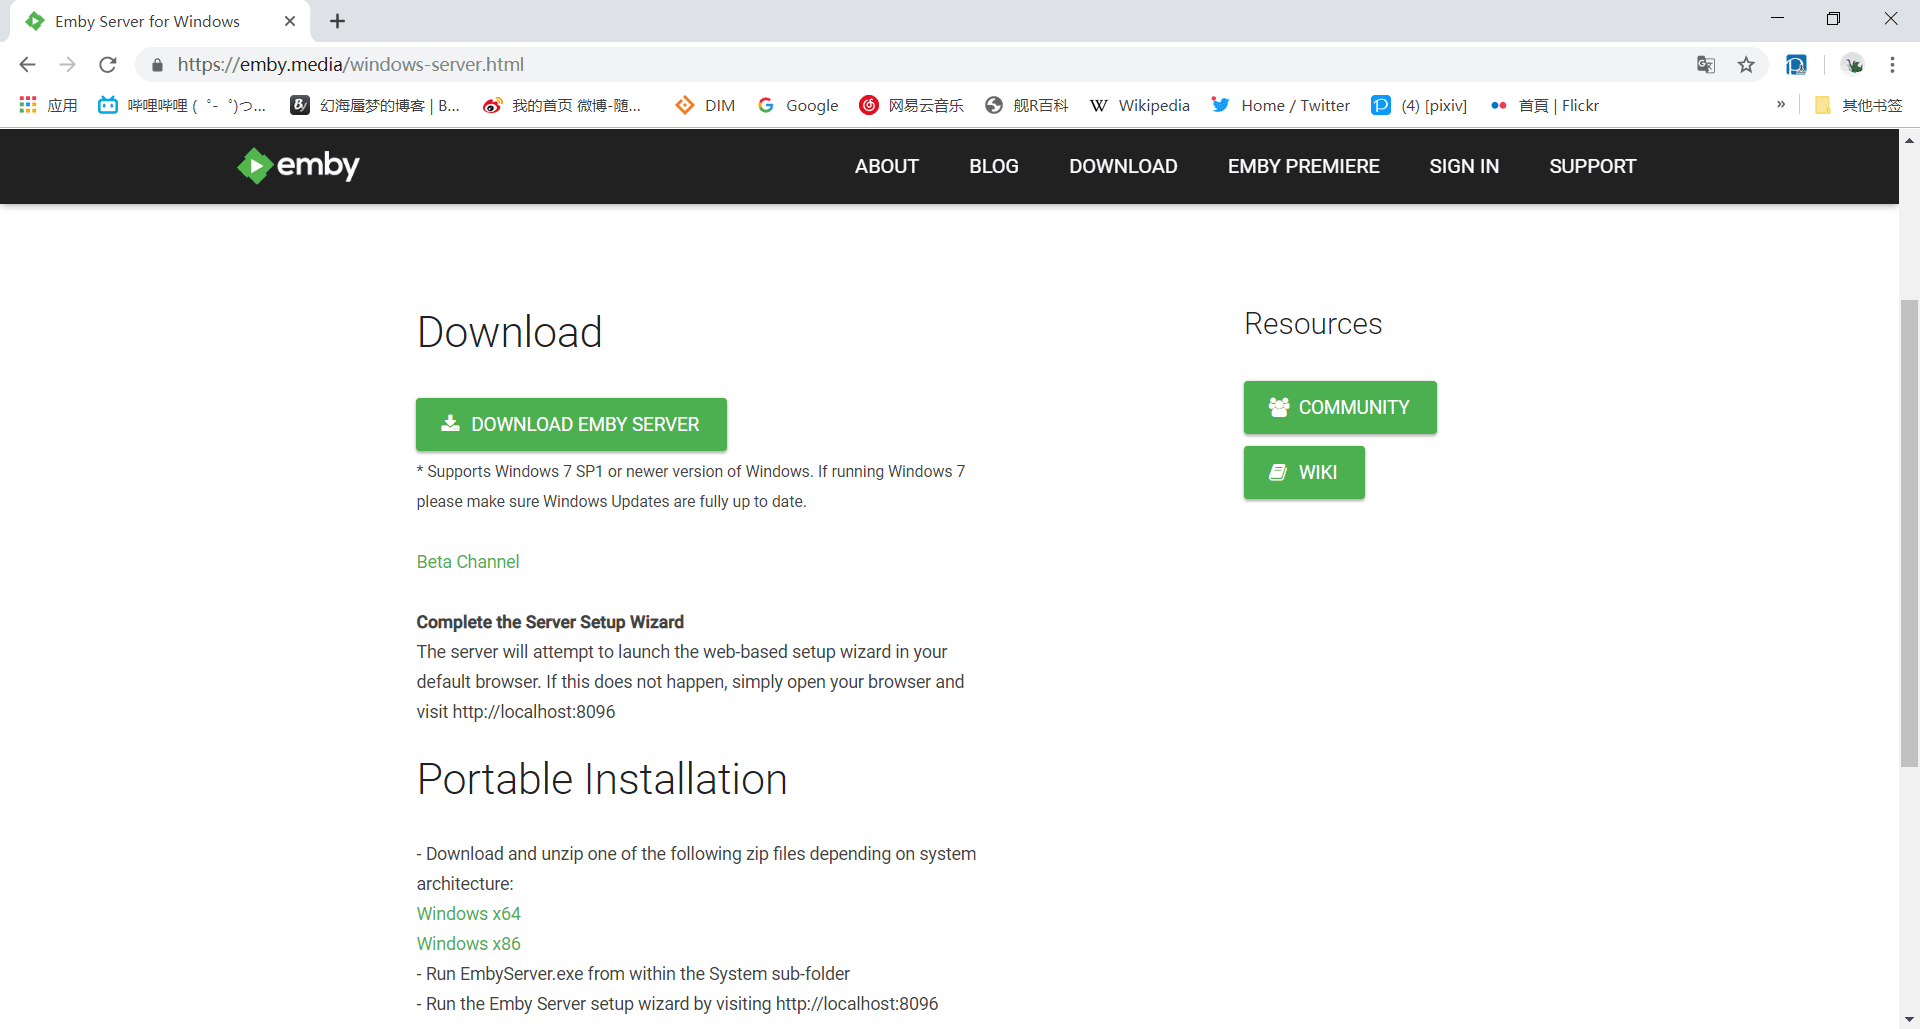 Emby Server for Windows
https://emby.media/windows-server.html
应用 哔哩哔哩 (゜-゜)つ... 幻海蜃梦的博客 | B... 我的首页 微博-随... DIM Google 网易云音乐 舰R百科 Wikipedia Home / Twitter (4) [pixiv] 首頁 | Flickr » 其他书签
emby ABOUT BLOG DOWNLOAD EMBY PREMIERE SIGN IN SUPPORT
Download
DOWNLOAD EMBY SERVER
* Supports Windows 7 SP1 or newer version of Windows. If running Windows 7
please make sure Windows Updates are fully up to date.
Beta Channel
Complete the Server Setup Wizard
The server will attempt to launch the web-based setup wizard in your
default browser. If this does not happen, simply open your browser and
visit http://localhost:8096
Portable Installation
- Download and unzip one of the following zip files depending on system
architecture:
Windows x64
Windows x86
- Run EmbyServer.exe from within the System sub-folder
- Run the Emby Server setup wizard by visiting http://localhost:8096
Resources
COMMUNITY
WIKI